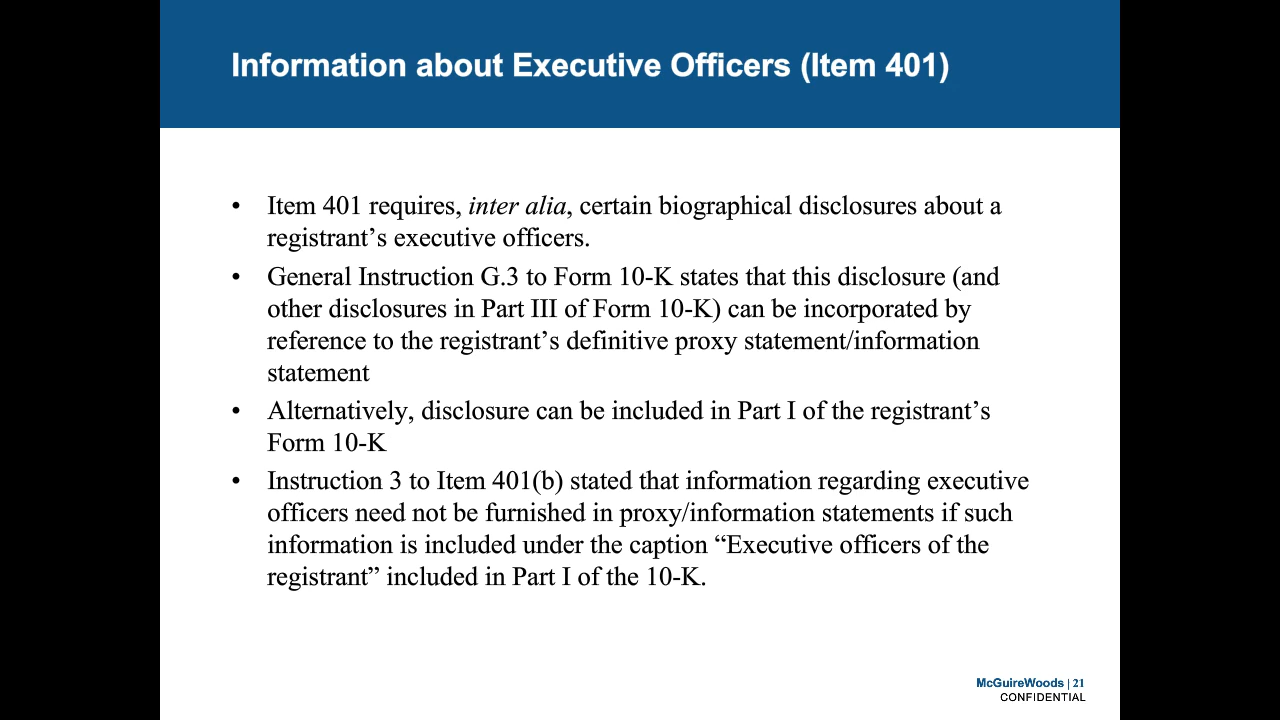 Information about Executive Officers (Item 401)
• Item 401 requires, inter alia, certain biographical disclosures about a
registrant’s executive officers.
• General Instruction G.3 to Form 10-K states that this disclosure (and
other disclosures in Part III of Form 10-K) can be incorporated by
reference to the registrant’s definitive proxy statement/information
statement
• Alternatively, disclosure can be included in Part I of the registrant’s
Form 10-K
• Instruction 3 to Item 401(b) stated that information regarding executive
officers need not be furnished in proxy/information statements if such
information is included under the caption “Executive officers of the
registrant” included in Part I of the 10-K.
McGuireWoods | 21
CONFIDENTIAL